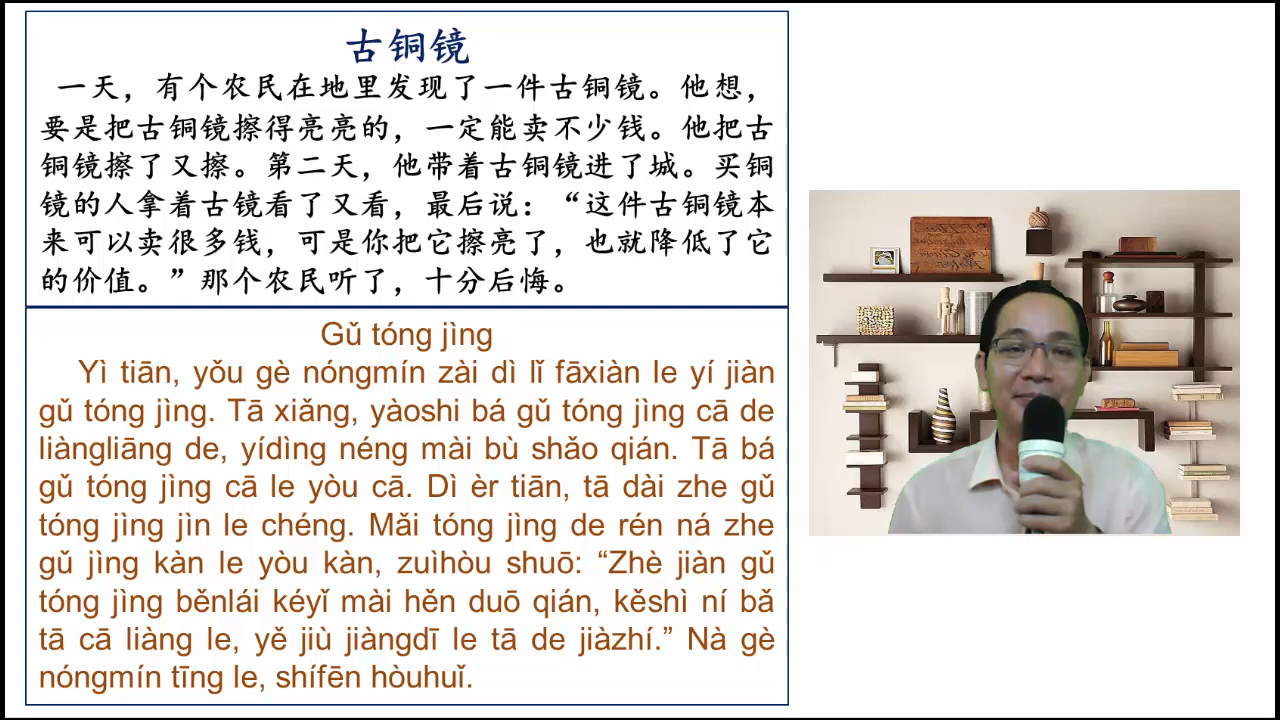 古铜镜
一天，有个农民在地里发现了一件古铜镜。他想，
要是把古铜镜擦得亮亮的，一定能卖不少钱。他把古
铜镜擦了又擦。第二天，他带着古铜镜进了城。买铜
镜的人拿着古镜看了又看，最后说：“这件古铜镜本
来可以卖很多钱，可是你把它擦亮了，也就降低了它
的价值。”那个农民听了，十分后悔。
Gǔ tóng jìng
Yì tiān, yǒu gè nóngmín zài dì lǐ fāxiàn le yí jiàn
gǔ tóng jìng. Tā xiǎng, yàoshi bá gǔ tóng jìng cā de
liàngliāng de, yídìng néng mài bù shǎo qián. Tā bá
gǔ tóng jìng cā le yòu cā. Dì èr tiān, tā dài zhe gǔ
tóng jìng jìn le chéng. Mǎi tóng jìng de rén ná zhe
gǔ jìng kàn le yòu kàn, zuìhòu shuō: “Zhè jiàn gǔ
tóng jìng běnlái kéyǐ mài hěn duō qián, kěshì ní bǎ
tā cā liàng le, yě jiù jiàngdī le tā de jiàzhí.” Nà gè
nóngmín tīng le, shífēn hòuhuǐ.